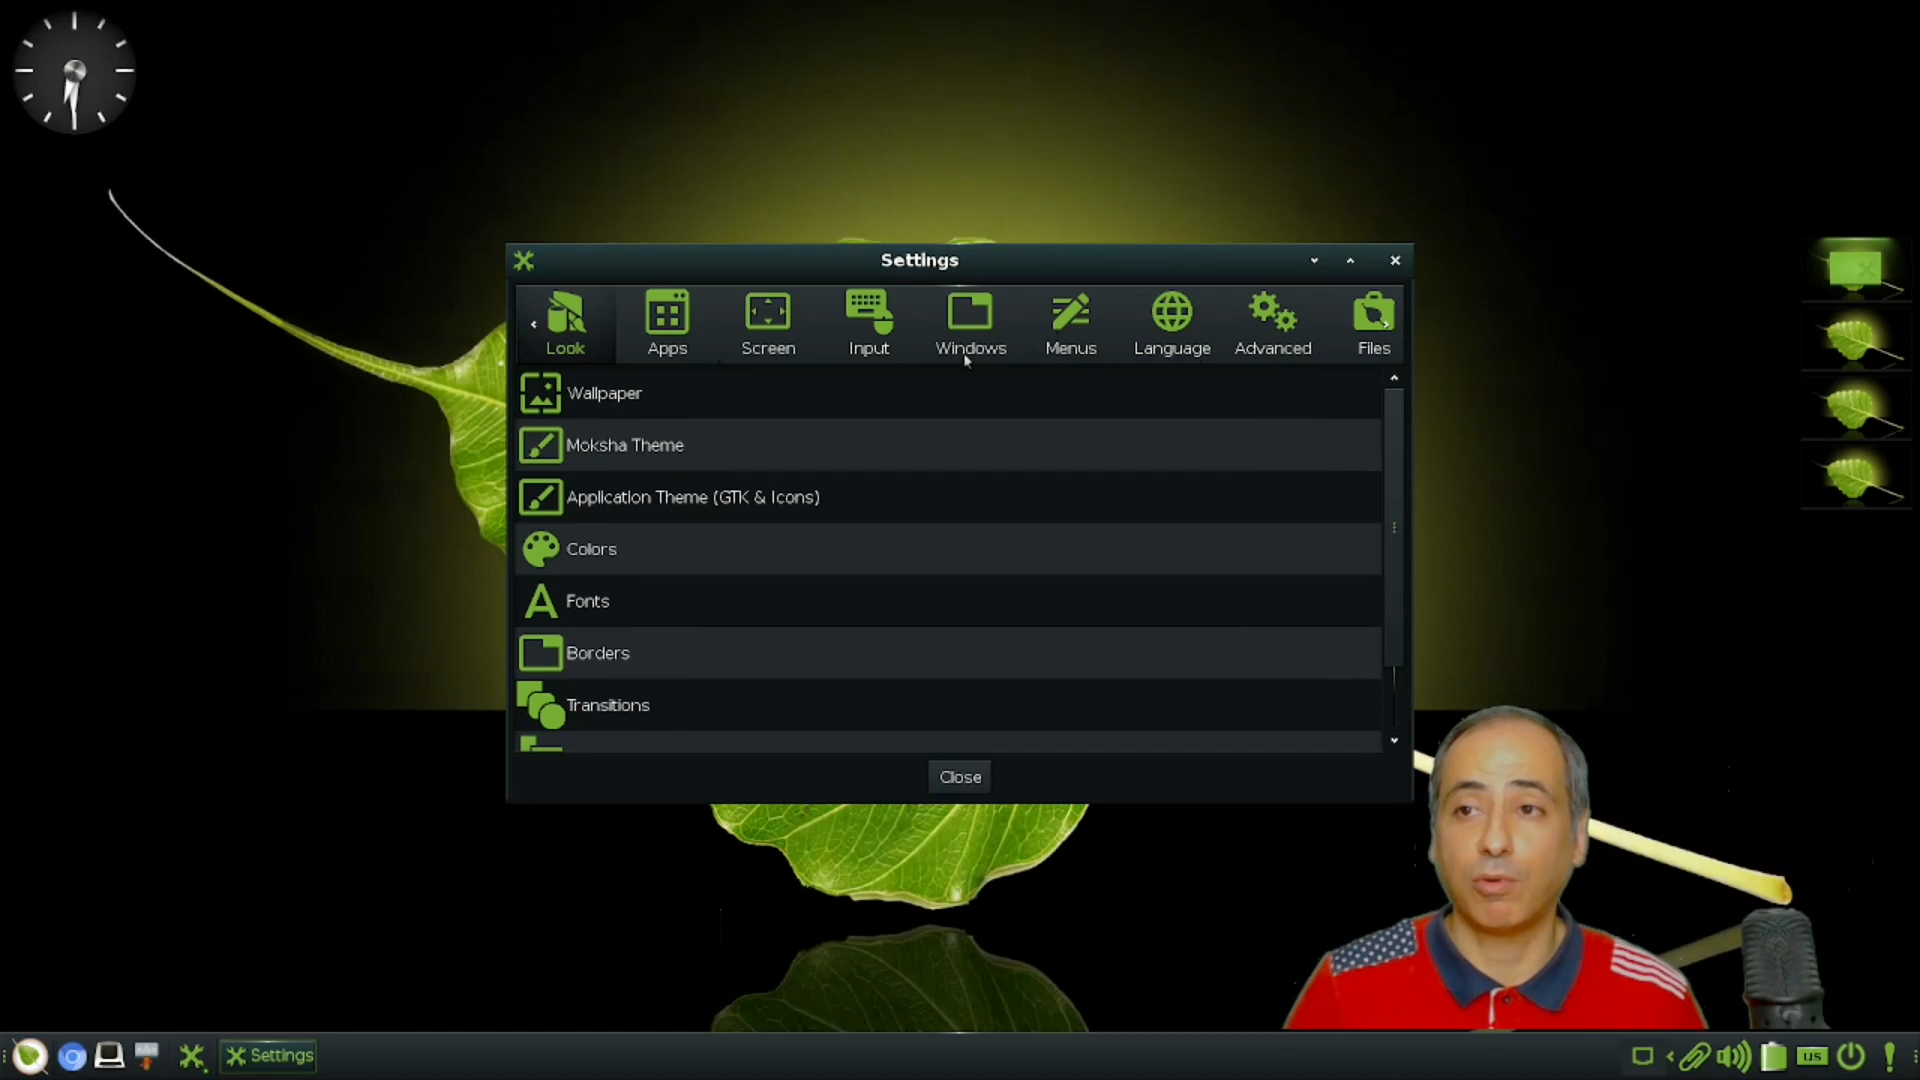 Settings
Look
Apps
Screen
Input
Windows
Menus
Language
Advanced
Files
Wallpaper
Moksha Theme
Application Theme (GTK & Icons)
Colors
Fonts
Borders
Transitions
Close
Settings
us